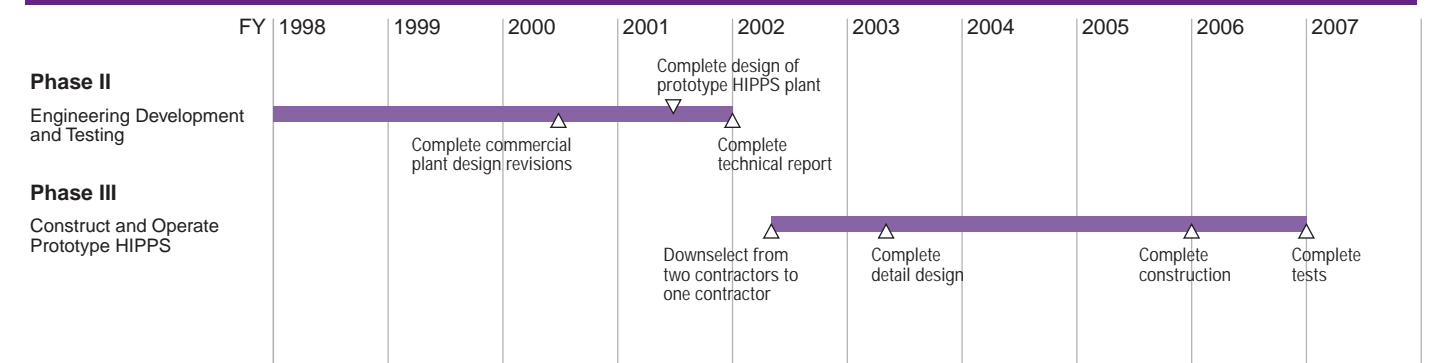 FY 1998 1999 2000 2001 2002 2003 2004 2005 2006 2007
Complete design of
prototype HIPPS plant
Phase II
Engineering Development
and Testing
Complete commercial
plant design revisions
Complete
technical report
Phase III
Construct and Operate
Prototype HIPPS
Downselect from
two contractors to
one contractor
Complete
detail design
Complete
construction
Complete
tests